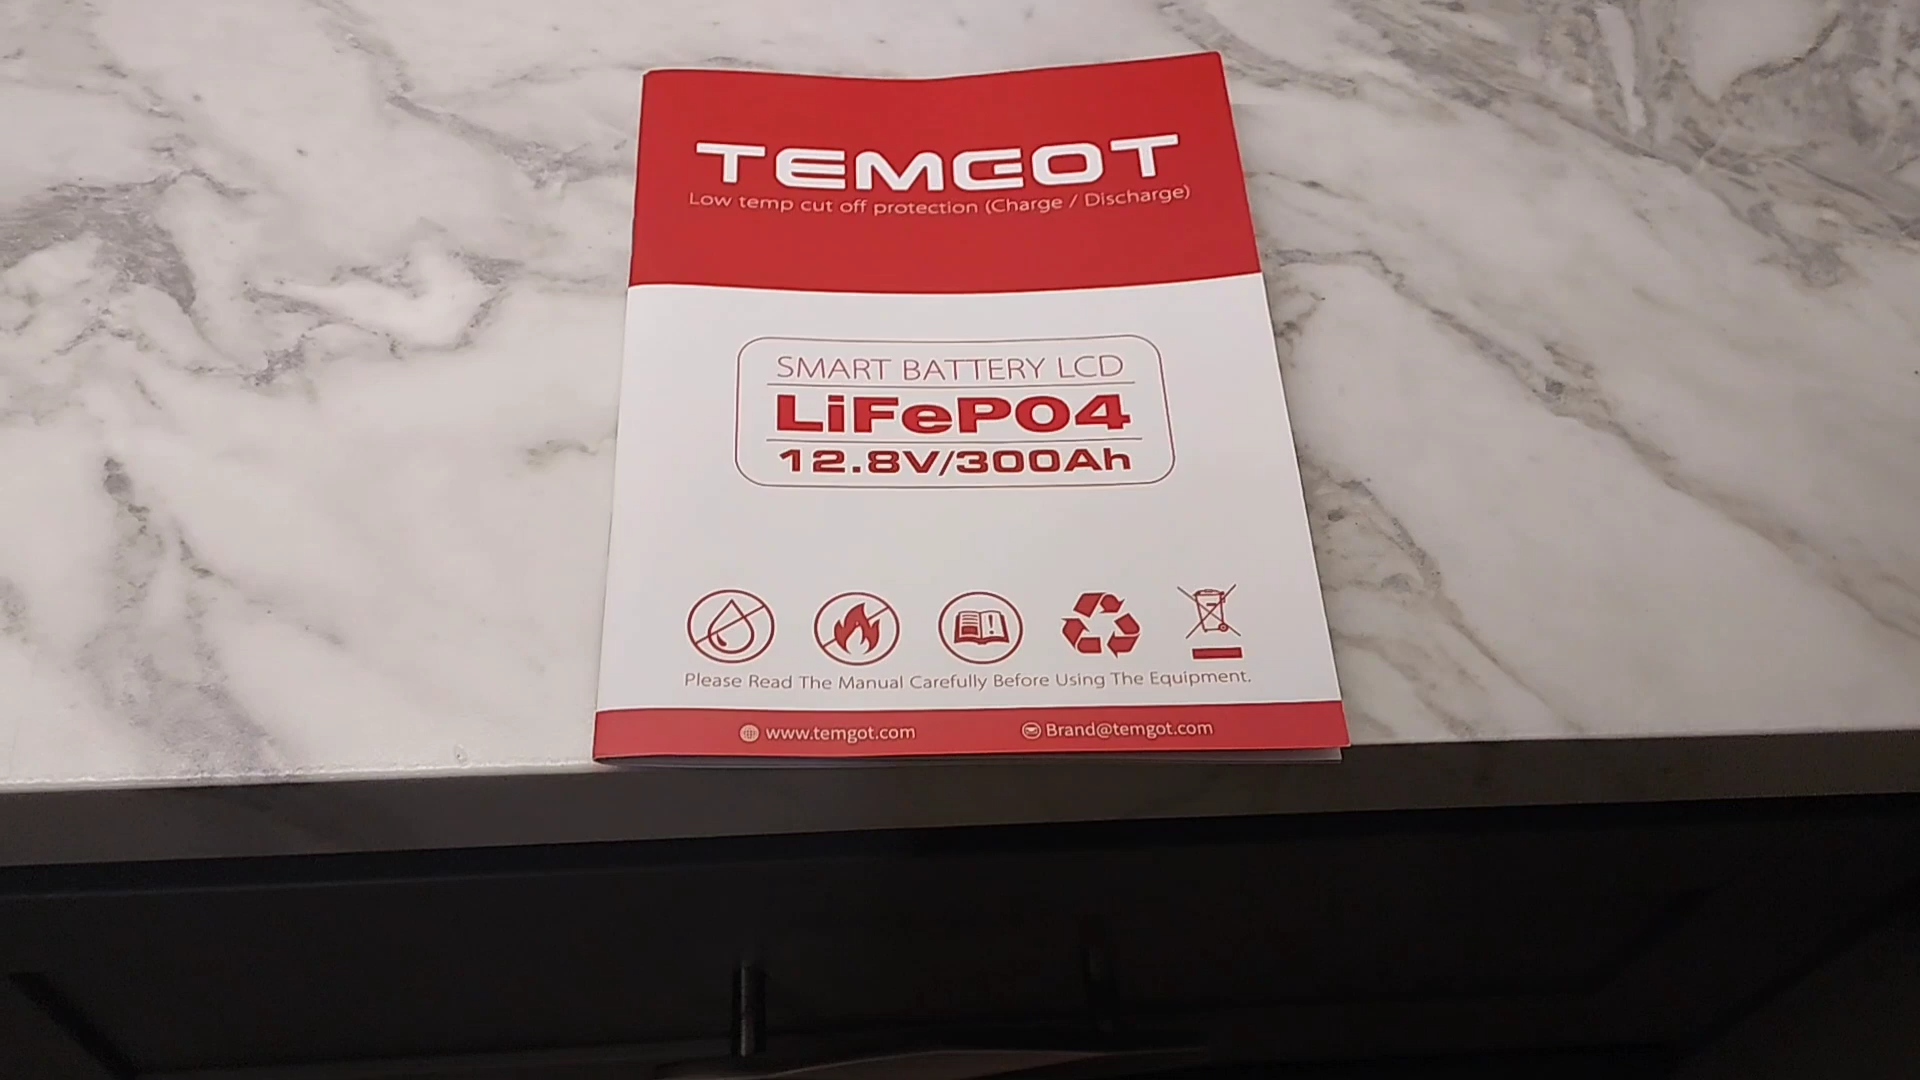 TEMGOT
Low temp cut off protection (Charge / Discharge)
SMART BATTERY LCD
LiFePO4
12.8V/300Ah
Please Read The Manual Carefully Before Using The Equipment.
www.temgot.com
Brand@temgot.com